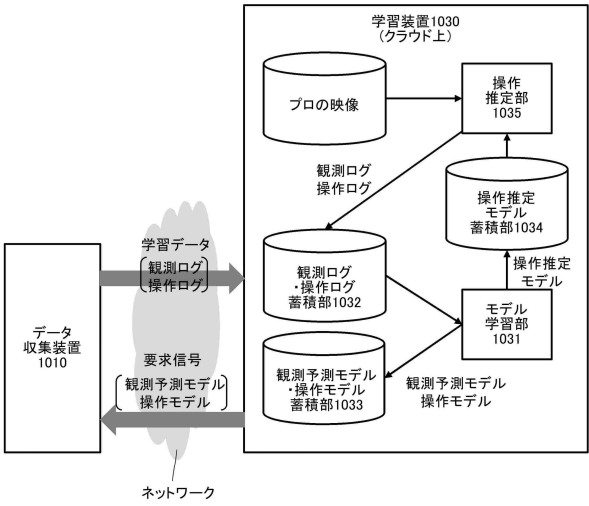 学習装置1030
（クラウド上）
プロの映像
操作
推定部
1035
観測ログ
操作ログ
操作推定
モデル
蓄積部1034
学習データ
観測ログ
操作ログ
観測ログ
・操作ログ
蓄積部1032
操作推定
モデル
モデル
学習部
1031
データ
収集装置
1010
要求信号
観測予測モデル
操作モデル
観測予測モデル
・操作モデル
蓄積部1033
観測予測モデル
操作モデル
ネットワーク